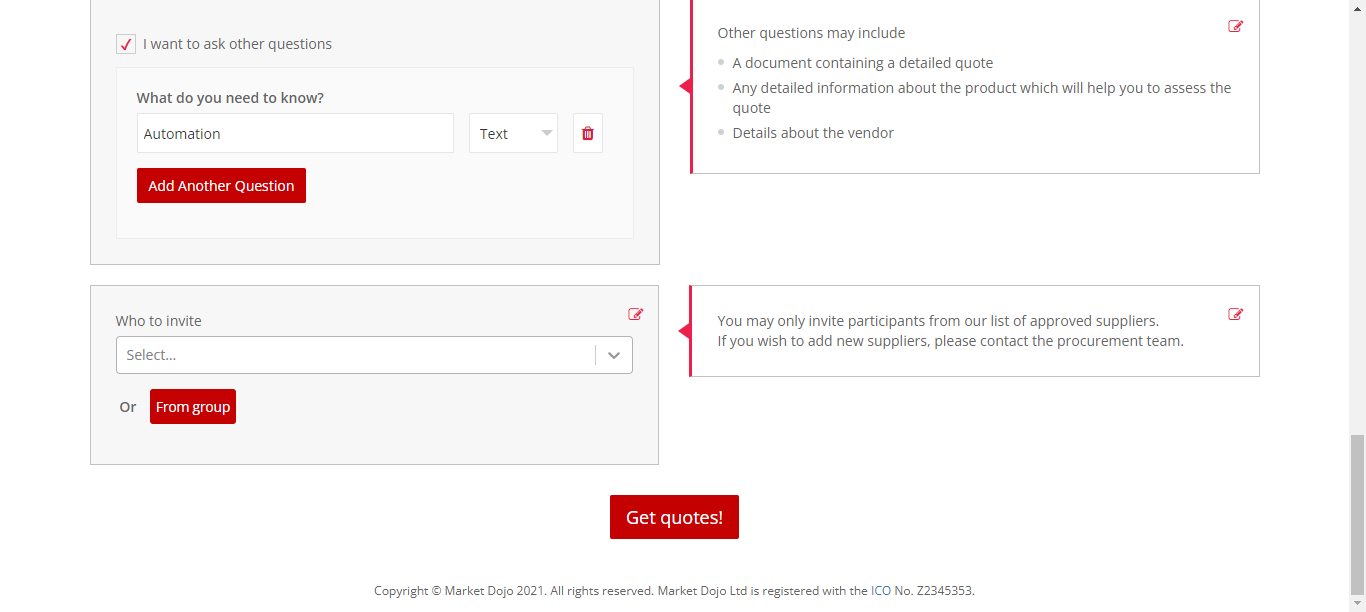 I want to ask other questions
What do you need to know?
Automation
Text
Add Another Question
Other questions may include
A document containing a detailed quote
Any detailed information about the product which will help you to assess the
quote
Details about the vendor
Who to invite
Select...
Or
From group
You may only invite participants from our list of approved suppliers.
If you wish to add new suppliers, please contact the procurement team.
Get quotes!
Copyright © Market Dojo 2021. All rights reserved. Market Dojo Ltd is registered with the ICO No. Z2345353.